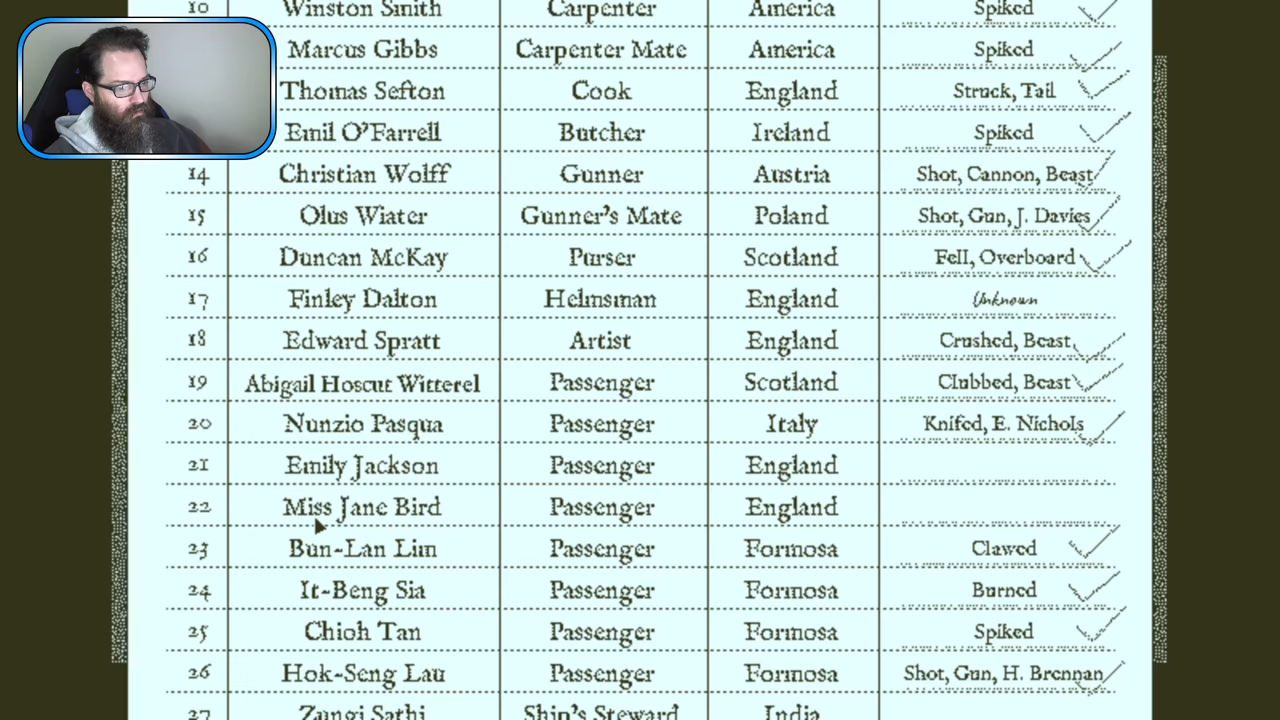 10 Winston Smith Carpenter America Spiked
Marcus Gibbs Carpenter Mate America Spiked
Thomas Sefton Cook England Struck, Tail
Emil O'Farrell Butcher Ireland Spiked
14 Christian Wolff Gunner Austria Shot, Cannon, Beast
15 Olus Wiater Gunner's Mate Poland Shot, Gun, J. Davies
16 Duncan McKay Purser Scotland Fell, Overboard
17 Finley Dalton Helmsman England Unknown
18 Edward Spratt Artist England Crushed, Beast
19 Abigail Hoscut Witterel Passenger Scotland Clubbed, Beast
20 Nunzio Pasqua Passenger Italy Knifed, E. Nichols
21 Emily Jackson Passenger England
22 Miss Jane Bird Passenger England
23 Bun-Lan Lim Passenger Formosa Clawed
24 It-Beng Sia Passenger Formosa Burned
25 Chioh Tan Passenger Formosa Spiked
26 Hok-Seng Lau Passenger Formosa Shot, Gun, H. Brennan
27 Zungi Sathi Ship's Steward India